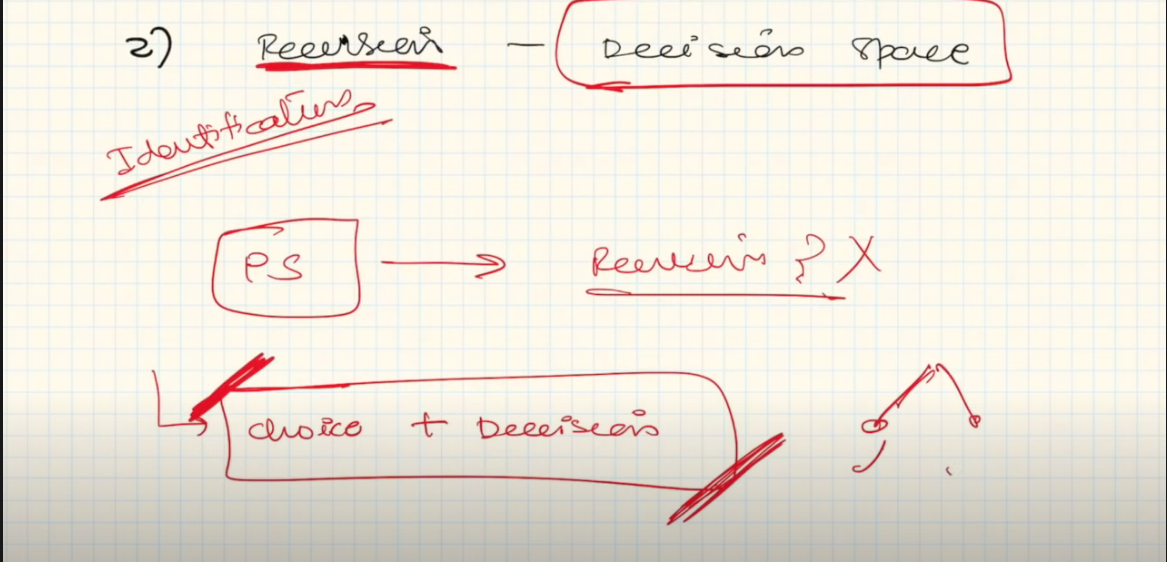 2) Recursion - Decision Space
Identification
PS → Recursion ? X
choice + Decision